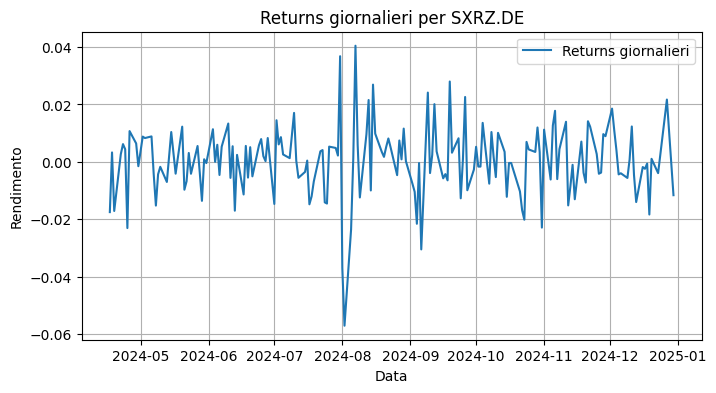 Returns giornalieri per SXRZ.DE
Returns giornalieri
0.04
0.02
0.00
−0.02
−0.04
−0.06
Rendimento
2024-05 2024-06 2024-07 2024-08 2024-09 2024-10 2024-11 2024-12 2025-01
Data